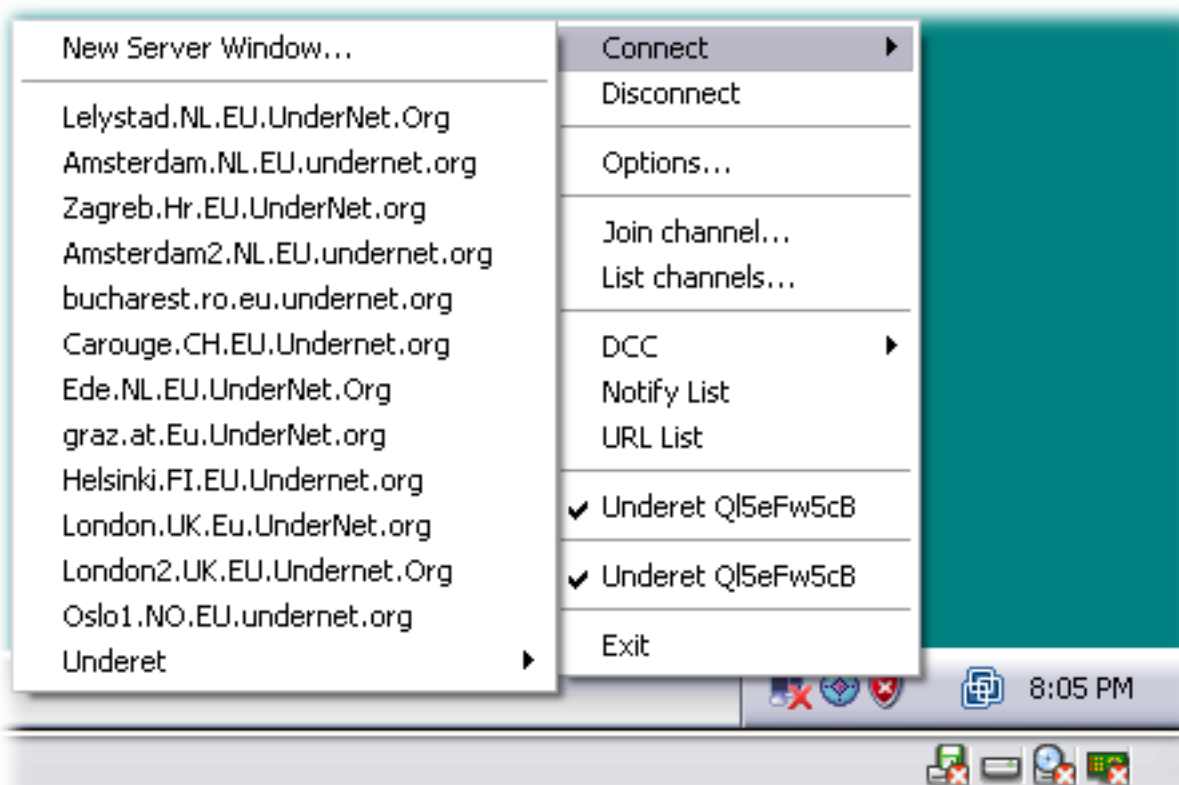 New Server Window...
Lelystad.NL.EU.UnderNet.Org
Amsterdam.NL.EU.undernet.org
Zagreb.Hr.EU.UnderNet.org
Amsterdam2.NL.EU.undernet.org
bucharest.ro.eu.undernet.org
Carouge.CH.EU.Undernet.org
Ede.NL.EU.UnderNet.Org
graz.at.Eu.UnderNet.org
Helsinki.FI.EU.Undernet.org
London.UK.Eu.UnderNet.org
London2.UK.EU.Undernet.Org
Oslo1.NO.EU.undernet.org
Underet
Connect
Disconnect
Options...
Join channel...
List channels...
DCC
Notify List
URL List
Underet Ql5eFw5cB
Underet Ql5eFw5cB
Exit
8:05 PM